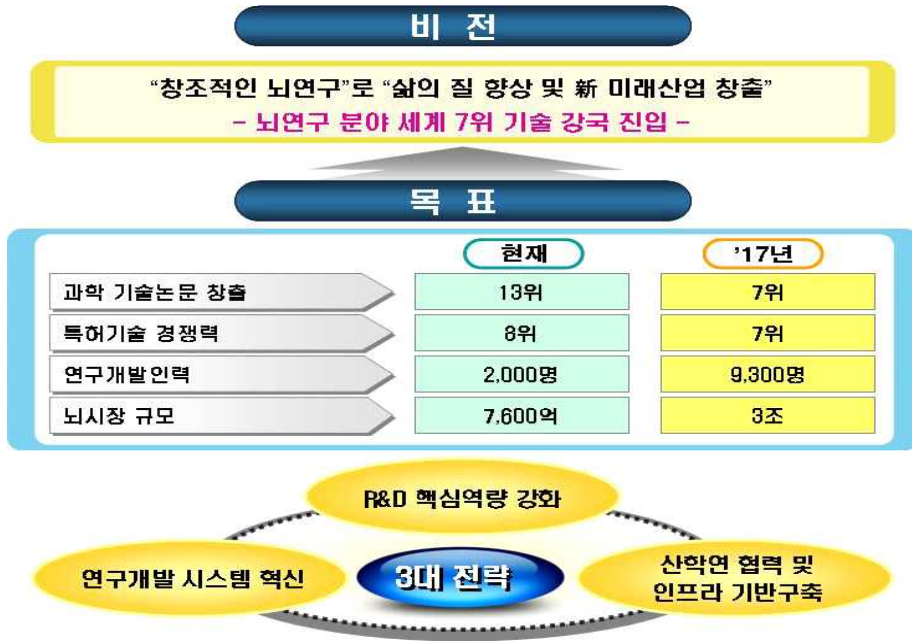 비 전
“창조적인 뇌연구”로 “삶의 질 향상 및 新 미래산업 창출”
- 뇌연구 분야 세계 7위 기술 강국 진입 -
목 표
현재 ’17년
과학 기술논문 창출 13위 7위
특허기술 경쟁력 8위 7위
연구개발인력 2,000명 9,300명
뇌시장 규모 7,600억 3조
R&D 핵심역량 강화
연구개발 시스템 혁신 3대 전략 산학연 협력 및
인프라 기반구축